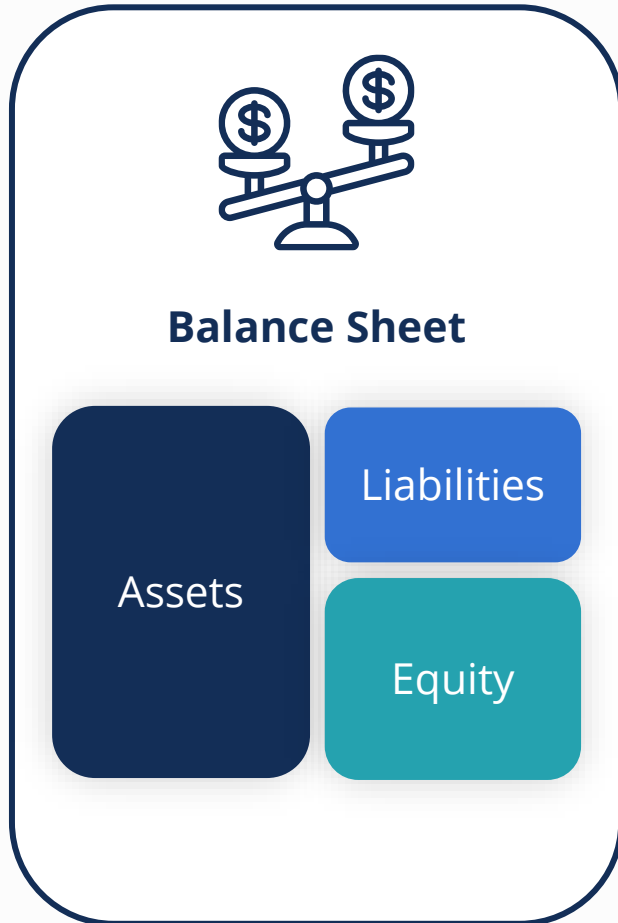 $
$
Balance Sheet
Assets
Liabilities
Equity